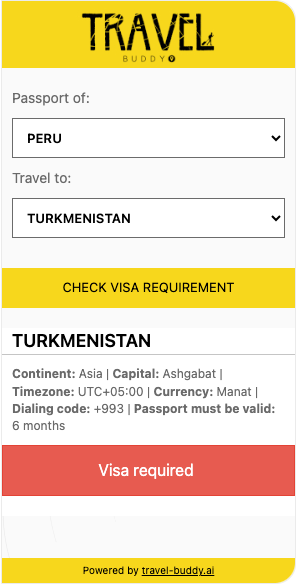 TRAVEL
BUDDY
Passport of:
PERU
Travel to:
TURKMENISTAN
CHECK VISA REQUIREMENT
TURKMENISTAN
Continent: Asia | Capital: Ashgabat |
Timezone: UTC+05:00 | Currency: Manat |
Dialing code: +993 | Passport must be valid:
6 months
Visa required
Powered by travel-buddy.ai